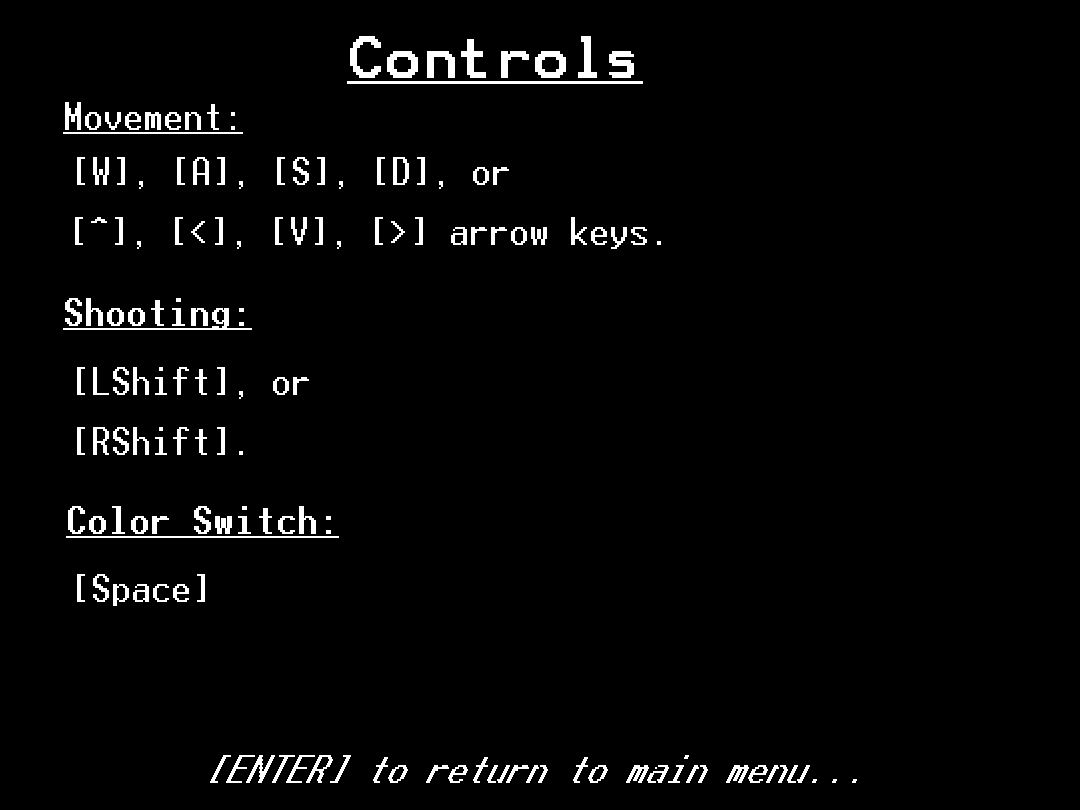 Controls
Movement:
[W], [A], [S], [D], or
[^], [<], [V], [>] arrow keys.
Shooting:
[LShift], or
[RShift].
Color Switch:
[Space]
[ENTER] to return to main menu...